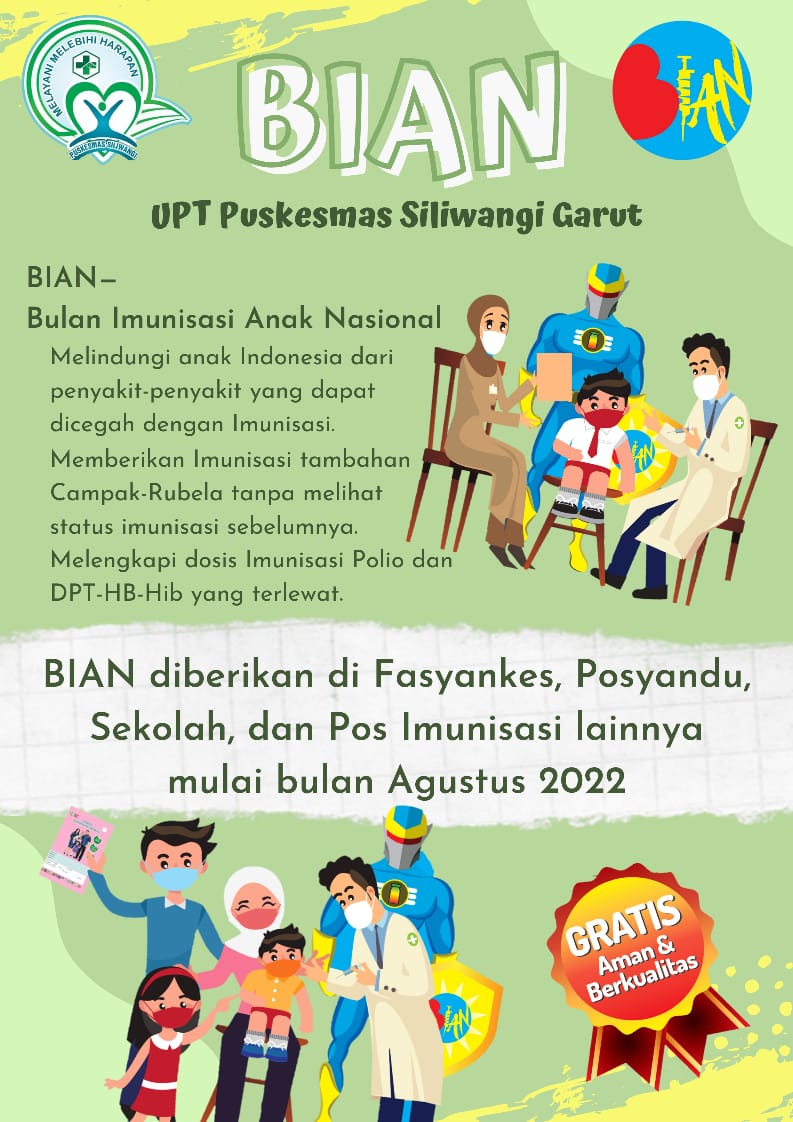 MELAYANI MELEBIHI HARAPAN
PUSKESMAS SILIWANGI
BIAN
BIAN
UPT Puskesmas Siliwangi Garut
BIAN—
Bulan Imunisasi Anak Nasional
Melindungi anak Indonesia dari
penyakit-penyakit yang dapat
dicegah dengan Imunisasi.
Memberikan Imunisasi tambahan
Campak-Rubela tanpa melihat
status imunisasi sebelumnya.
Melengkapi dosis Imunisasi Polio dan
DPT-HB-Hib yang terlewat.
BIAN
BIAN diberikan di Fasyankes, Posyandu,
Sekolah, dan Pos Imunisasi lainnya
mulai bulan Agustus 2022
BIAN
GRATIS
Aman &
Berkualitas